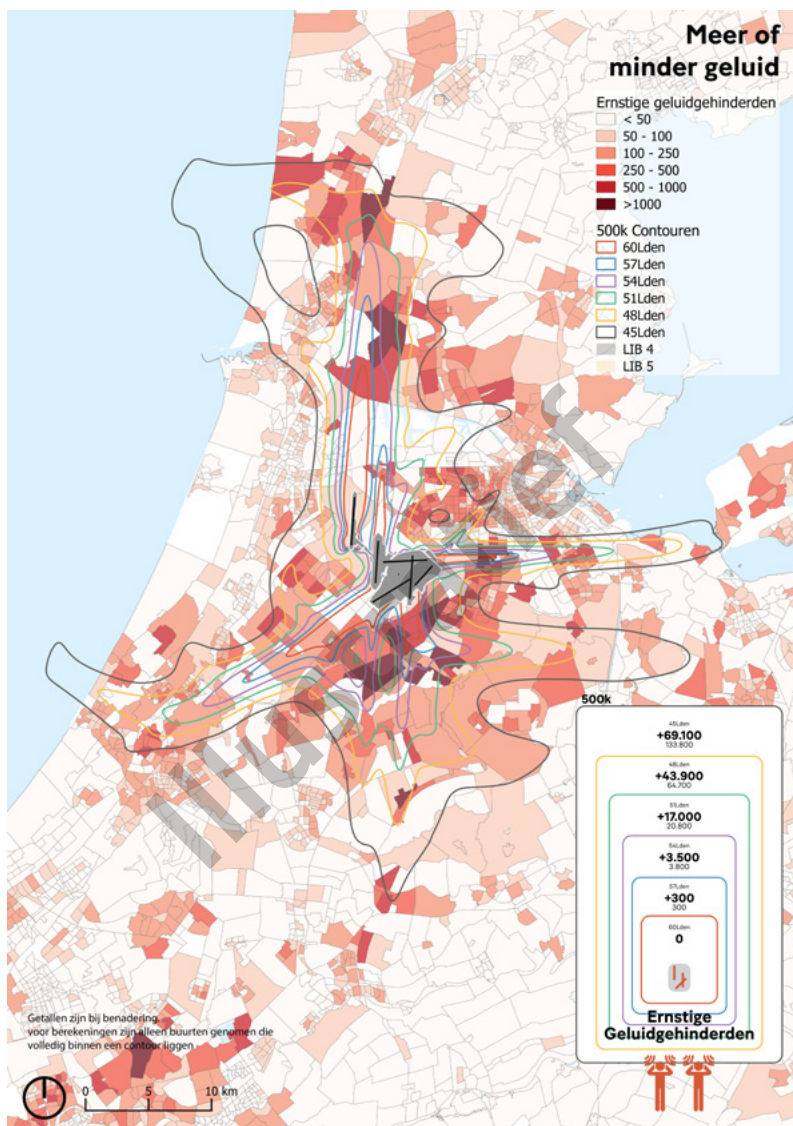 Meer of
minder geluid
Ernstige geluidgehinderden
< 50
50 - 100
100 - 250
250 - 500
500 - 1000
>1000
500k Contouren
60Lden
57Lden
54Lden
51Lden
48Lden
45Lden
LIB 4
LIB 5
500k
45Lden
+69.100
133.800
48Lden
+43.900
64.700
51Lden
+17.000
20.800
54Lden
+3.500
3.800
57Lden
+300
300
60Lden
0
Ernstige
Geluidgehinderden
Getallen zijn bij benadering,
voor berekeningen zijn alleen buurten genomen die
volledig binnen een contour liggen
0 5 10 km